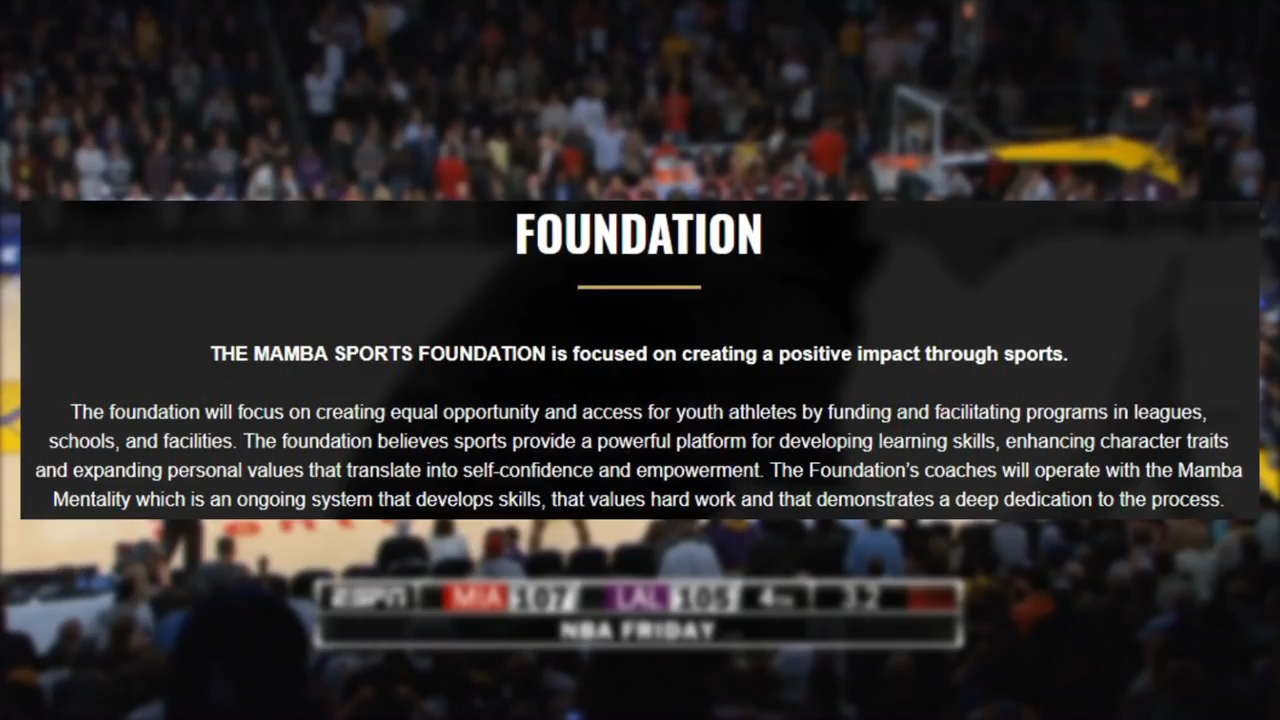 FOUNDATION
THE MAMBA SPORTS FOUNDATION is focused on creating a positive impact through sports.
The foundation will focus on creating equal opportunity and access for youth athletes by funding and facilitating programs in leagues,
schools, and facilities. The foundation believes sports provide a powerful platform for developing learning skills, enhancing character traits
and expanding personal values that translate into self-confidence and empowerment. The Foundation's coaches will operate with the Mamba
Mentality which is an ongoing system that develops skills, that values hard work and that demonstrates a deep dedication to the process.
ESPN MIA 107 LAL 105 4TH 3.2
NBA FRIDAY